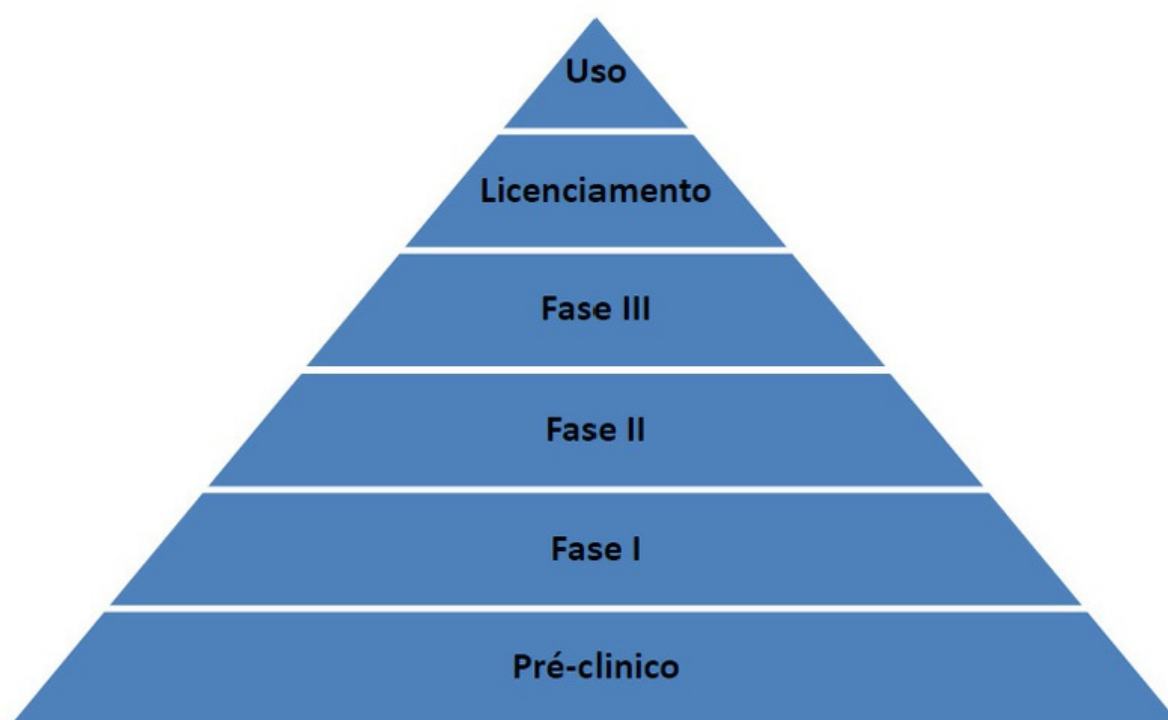 Uso
Licenciamento
Fase III
Fase II
Fase I
Pré-clinico